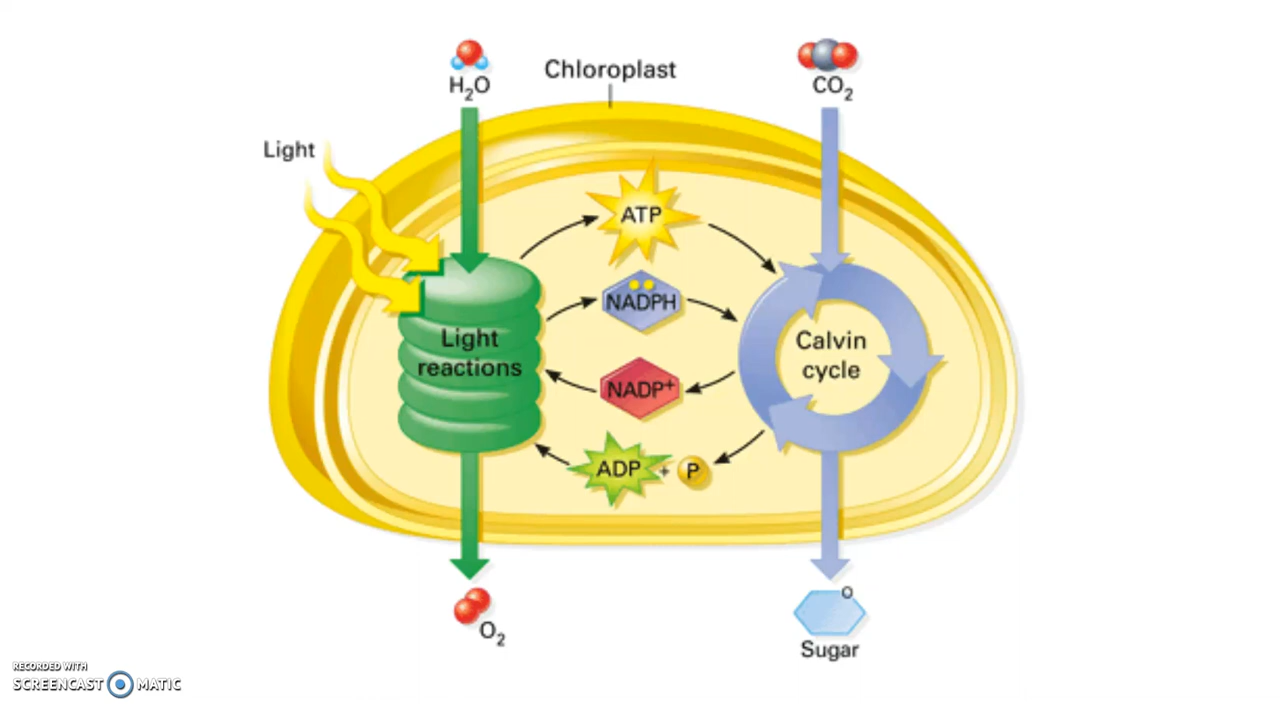 H₂O
Chloroplast
CO₂
Light
ATP
NADPH
Light
reactions
Calvin
cycle
NADP⁺
ADP + P
O₂
O
Sugar
RECORDED WITH
SCREENCAST MATIC